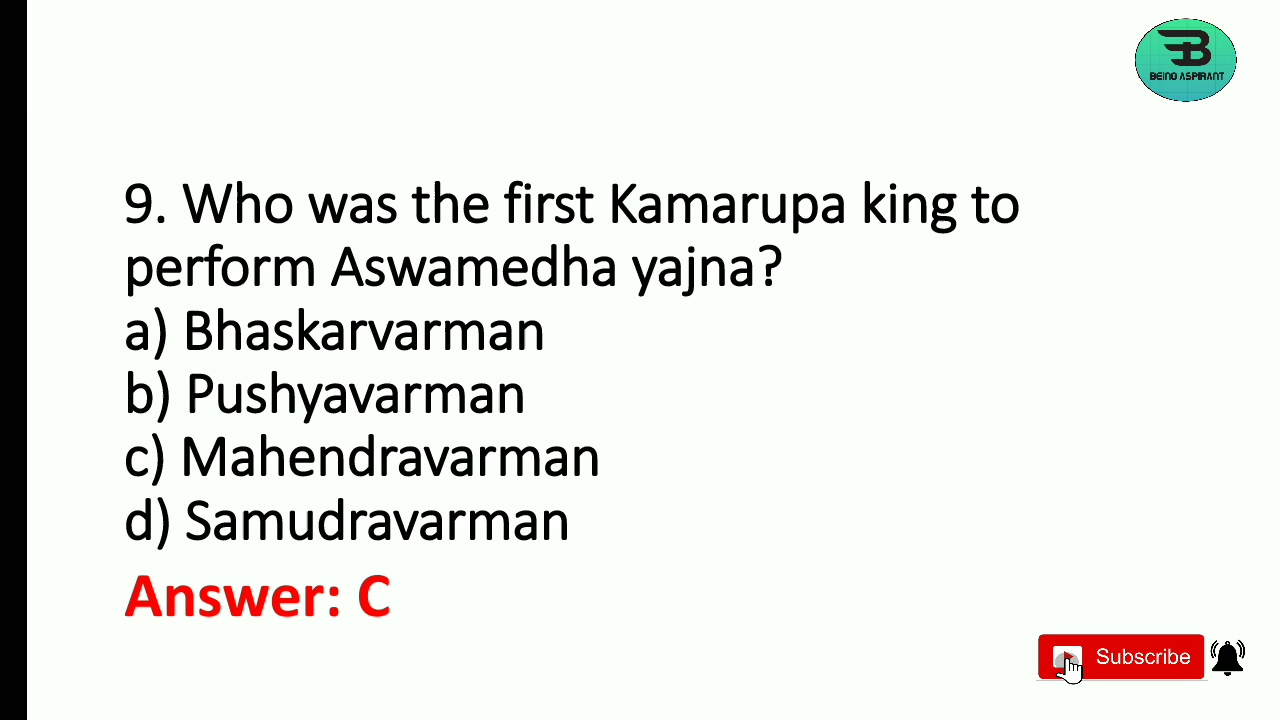 BEING ASPIRANT
9. Who was the first Kamarupa king to
perform Aswamedha yajna?
a) Bhaskarvarman
b) Pushyavarman
c) Mahendravarman
d) Samudravarman
Answer: C
Subscribe